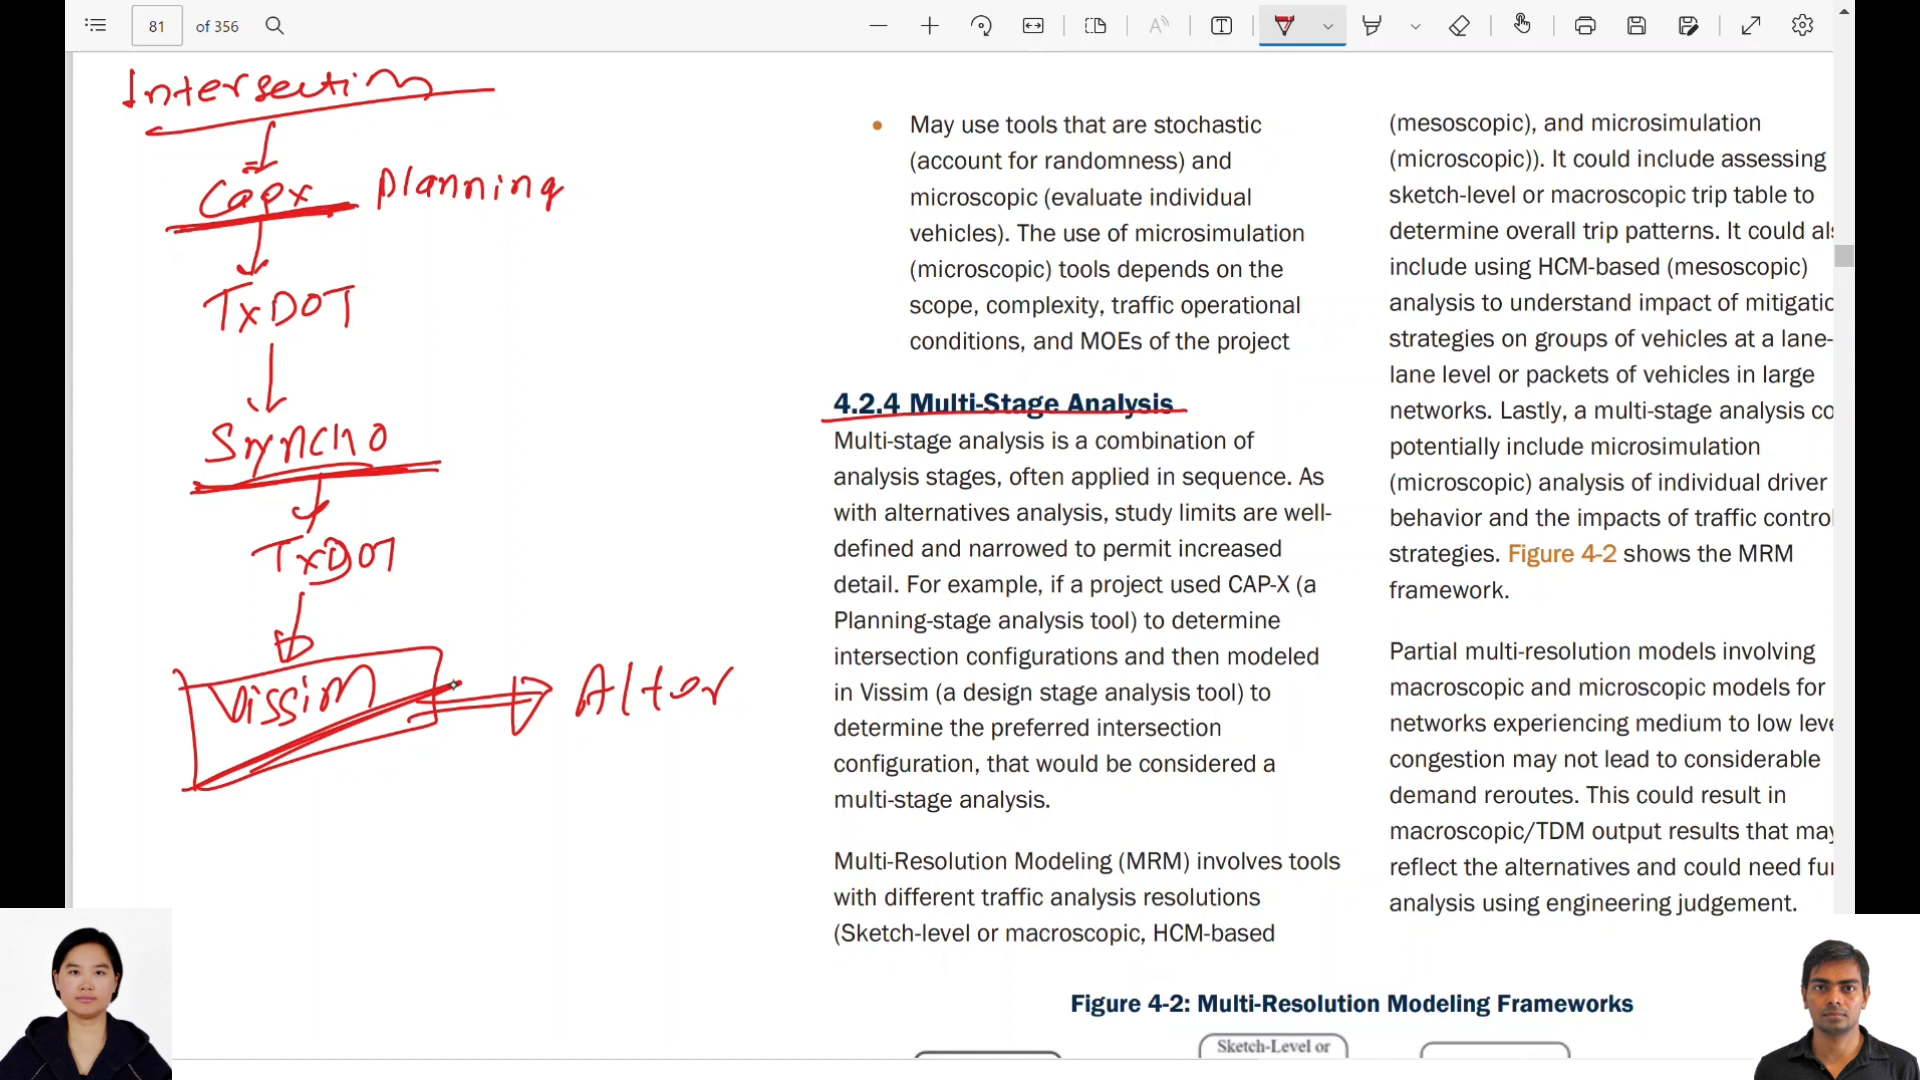 81 of 356
Intersection
Capx planning
TxDOT
Syncho
TxDOT
Vissim Alter
May use tools that are stochastic
(account for randomness) and
microscopic (evaluate individual
vehicles). The use of microsimulation
(microscopic) tools depends on the
scope, complexity, traffic operational
conditions, and MOEs of the project
4.2.4 Multi-Stage Analysis
Multi-stage analysis is a combination of
analysis stages, often applied in sequence. As
with alternatives analysis, study limits are well-
defined and narrowed to permit increased
detail. For example, if a project used CAP-X (a
Planning-stage analysis tool) to determine
intersection configurations and then modeled
in Vissim (a design stage analysis tool) to
determine the preferred intersection
configuration, that would be considered a
multi-stage analysis.
Multi-Resolution Modeling (MRM) involves tools
with different traffic analysis resolutions
(Sketch-level or macroscopic, HCM-based
(mesoscopic), and microsimulation
(microscopic)). It could include assessing
sketch-level or macroscopic trip table to
determine overall trip patterns. It could als
include using HCM-based (mesoscopic)
analysis to understand impact of mitigatio
strategies on groups of vehicles at a lane-
lane level or packets of vehicles in large
networks. Lastly, a multi-stage analysis co
potentially include microsimulation
(microscopic) analysis of individual driver
behavior and the impacts of traffic control
strategies. Figure 4-2 shows the MRM
framework.
Partial multi-resolution models involving
macroscopic and microscopic models for
networks experiencing medium to low leve
congestion may not lead to considerable
demand reroutes. This could result in
macroscopic/TDM output results that may
reflect the alternatives and could need fur
analysis using engineering judgement.
Figure 4-2: Multi-Resolution Modeling Frameworks
Sketch-Level or